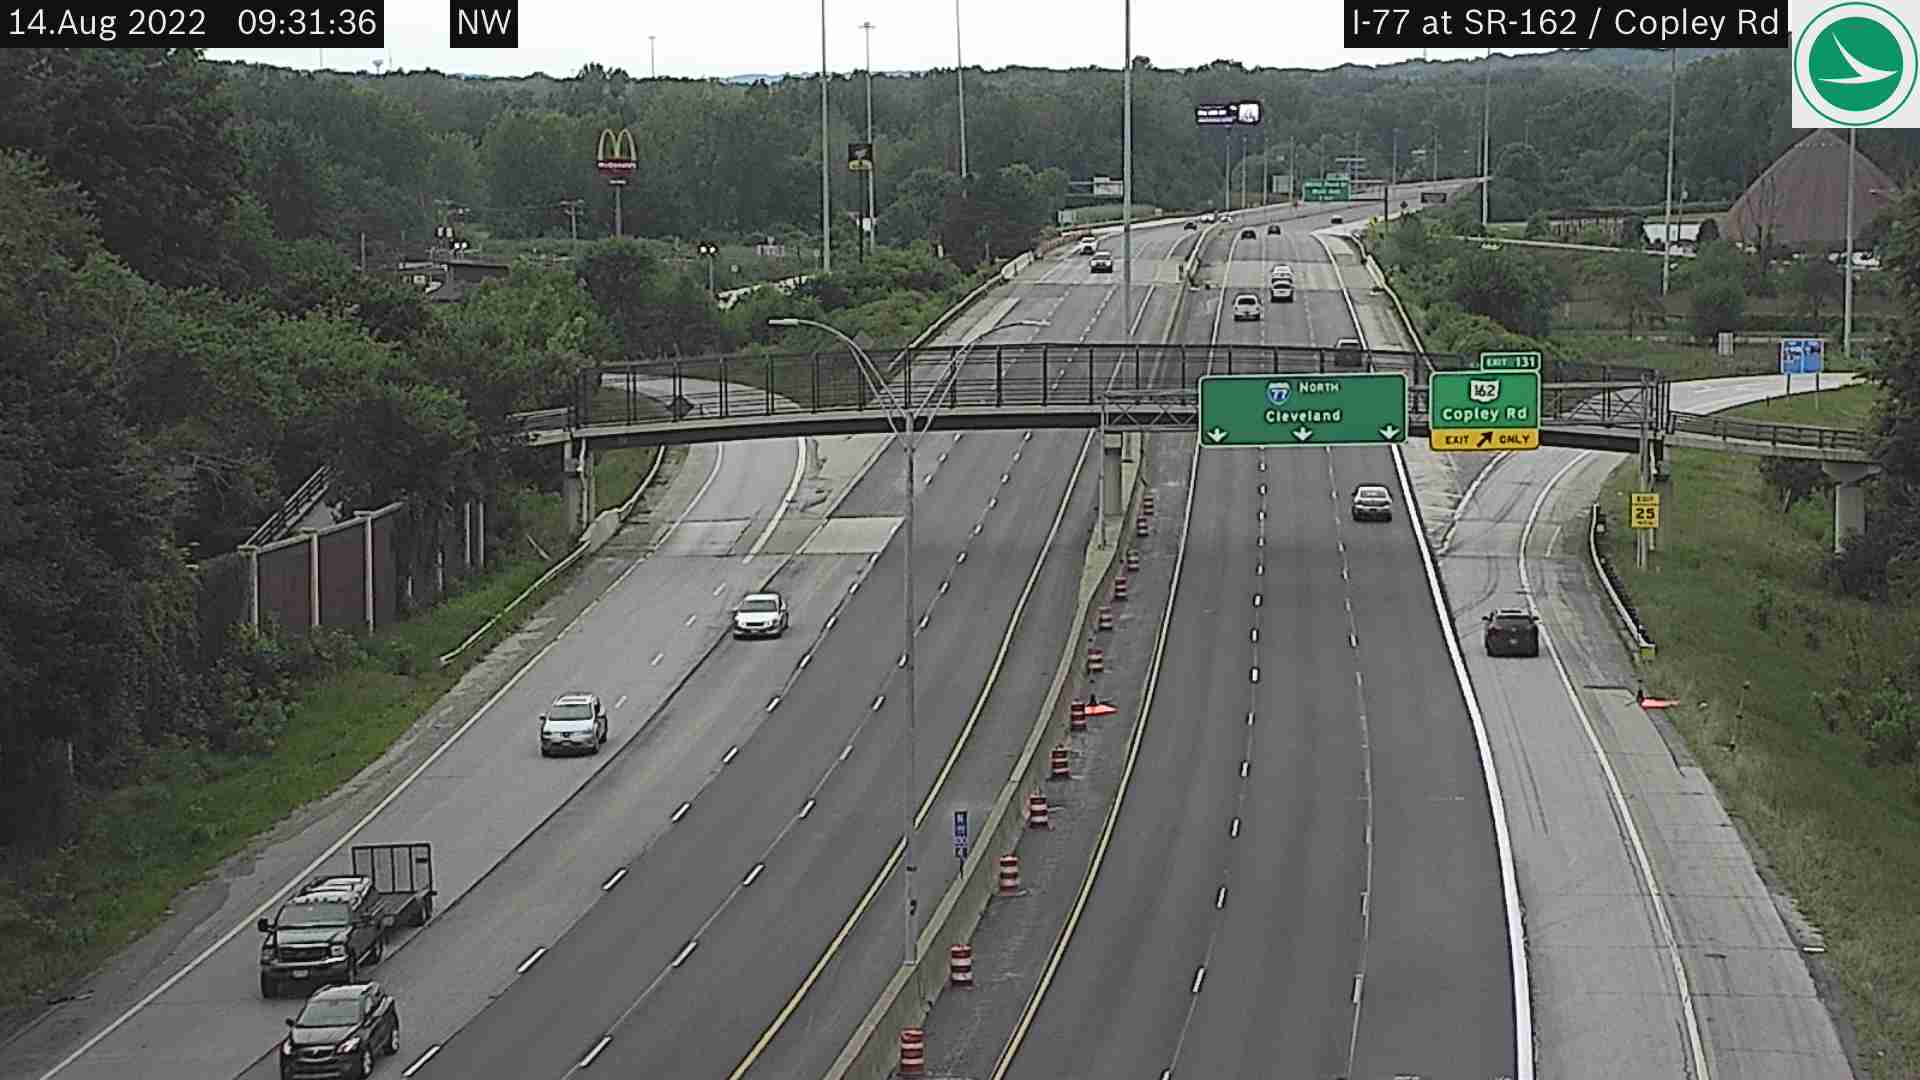 14.Aug 2022 09:31:36
NW
I-77 at SR-162 / Copley Rd
McDonald's
EXIT 131
77 NORTH
Cleveland
162
Copley Rd
EXIT ONLY
EXIT
25